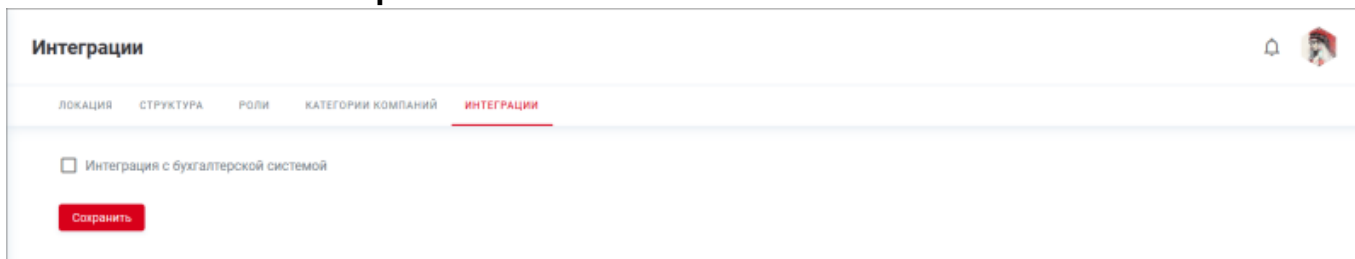 Интеграции
ЛОКАЦИЯ СТРУКТУРА РОЛИ КАТЕГОРИИ КОМПАНИЙ ИНТЕГРАЦИИ
Интеграция с бухгалтерской системой
Сохранить